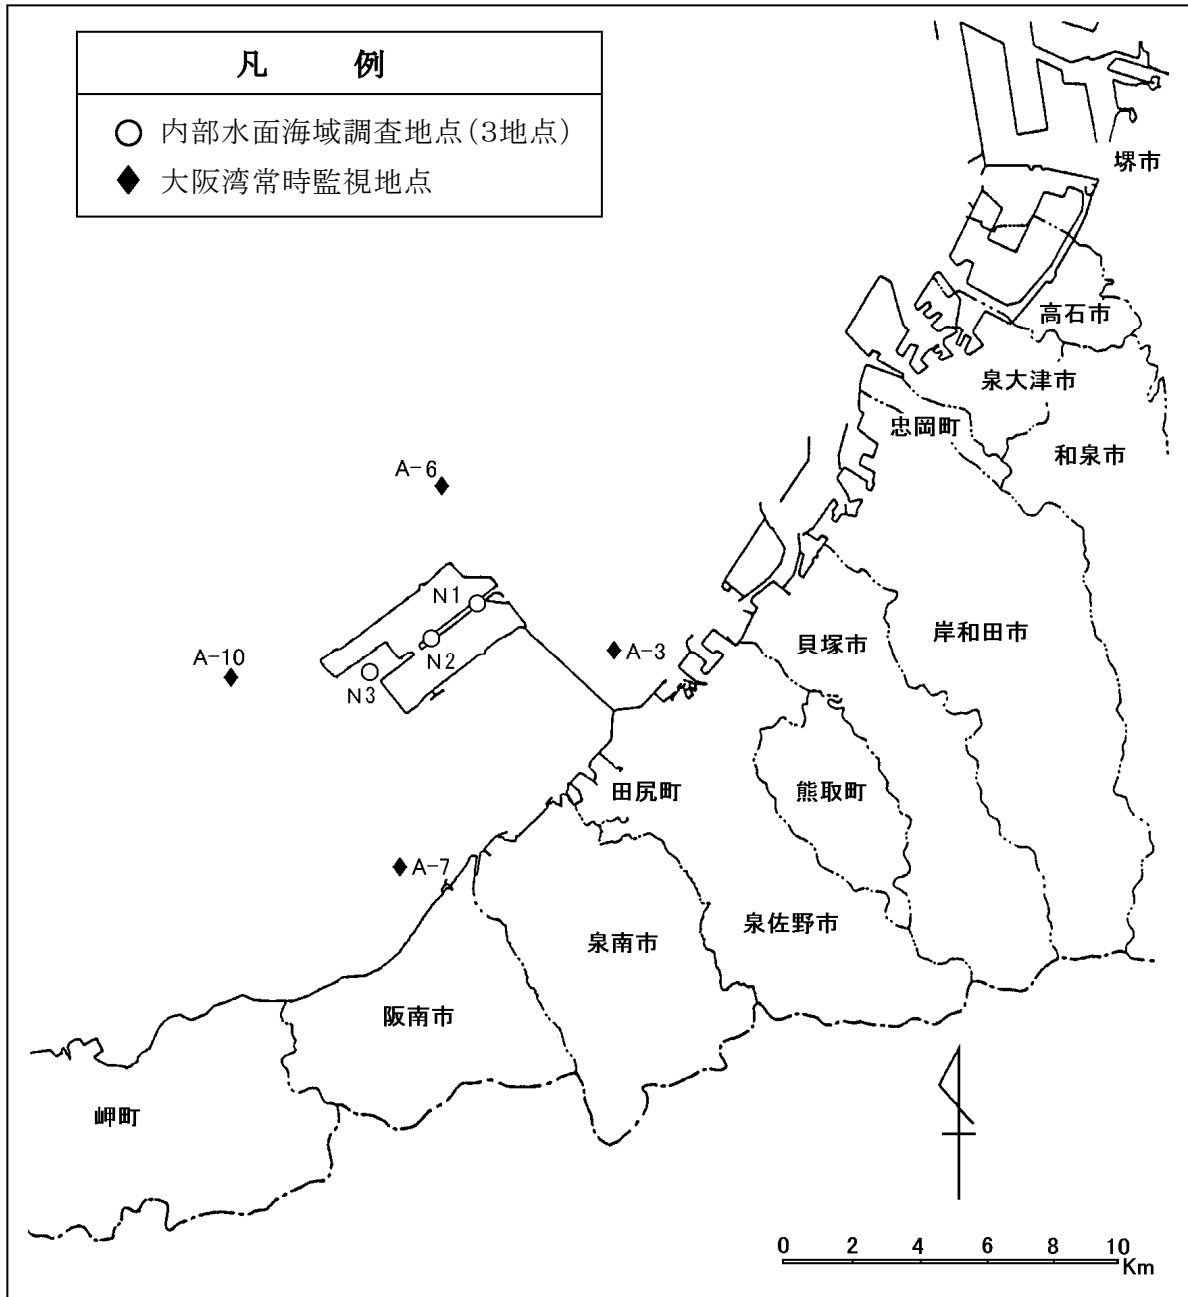 凡 例
○ 内部水面海域調査地点(3地点)
◆ 大阪湾常時監視地点
堺市
高石市
泉大津市
忠岡町
和泉市
A-6
N1
岸和田市
貝塚市
A-3
N2
A-10
N3
田尻町
熊取町
A-7
泉佐野市
泉南市
阪南市
岬町
0 2 4 6 8 10
Km